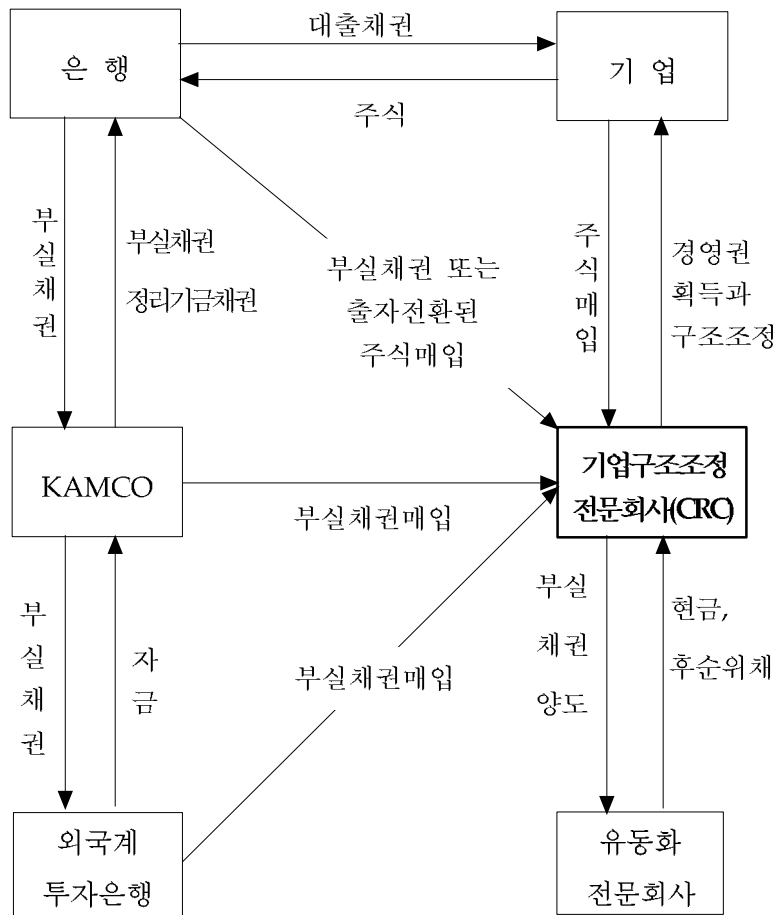 대출채권
은 행
기 업
주식
부실채권
부실채권
정리기금채권
부실채권 또는
출자전환된
주식매입
주식매입
경영권
획득과
구조조정
KAMCO
부실채권매입
기업구조조정
전문회사(CRC)
부실채권
자금
부실채권매입
부실
채권
양도
현금,
후순위채
외국계
투자은행
유동화
전문회사